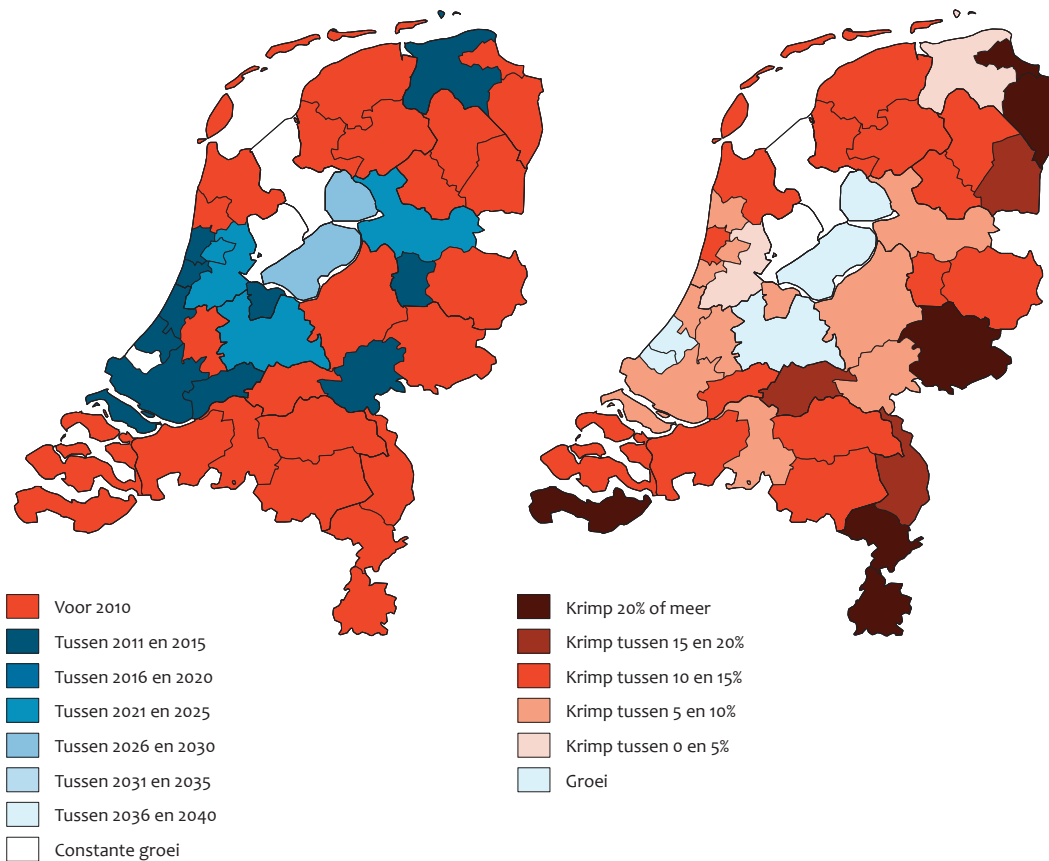 Voor 2010
Tussen 2011 en 2015
Tussen 2016 en 2020
Tussen 2021 en 2025
Tussen 2026 en 2030
Tussen 2031 en 2035
Tussen 2036 en 2040
Constante groei
Krimp 20% of meer
Krimp tussen 15 en 20%
Krimp tussen 10 en 15%
Krimp tussen 5 en 10%
Krimp tussen 0 en 5%
Groei